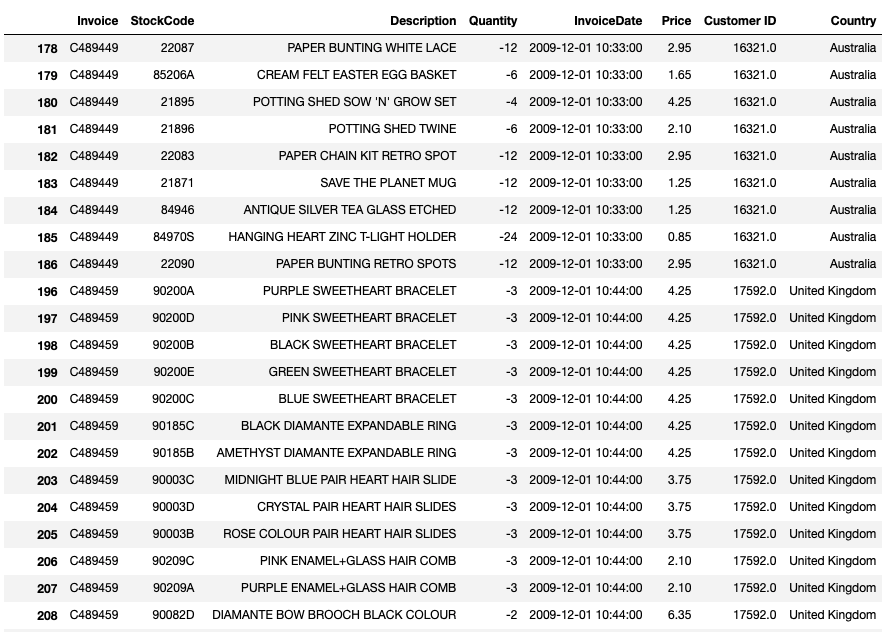 Invoice StockCode Description Quantity InvoiceDate Price Customer ID Country
178 C489449 22087 PAPER BUNTING WHITE LACE -12 2009-12-01 10:33:00 2.95 16321.0 Australia
179 C489449 85206A CREAM FELT EASTER EGG BASKET -6 2009-12-01 10:33:00 1.65 16321.0 Australia
180 C489449 21895 POTTING SHED SOW 'N' GROW SET -4 2009-12-01 10:33:00 4.25 16321.0 Australia
181 C489449 21896 POTTING SHED TWINE -6 2009-12-01 10:33:00 2.10 16321.0 Australia
182 C489449 22083 PAPER CHAIN KIT RETRO SPOT -12 2009-12-01 10:33:00 2.95 16321.0 Australia
183 C489449 21871 SAVE THE PLANET MUG -12 2009-12-01 10:33:00 1.25 16321.0 Australia
184 C489449 84946 ANTIQUE SILVER TEA GLASS ETCHED -12 2009-12-01 10:33:00 1.25 16321.0 Australia
185 C489449 84970S HANGING HEART ZINC T-LIGHT HOLDER -24 2009-12-01 10:33:00 0.85 16321.0 Australia
186 C489449 22090 PAPER BUNTING RETRO SPOTS -12 2009-12-01 10:33:00 2.95 16321.0 Australia
196 C489459 90200A PURPLE SWEETHEART BRACELET -3 2009-12-01 10:44:00 4.25 17592.0 United Kingdom
197 C489459 90200D PINK SWEETHEART BRACELET -3 2009-12-01 10:44:00 4.25 17592.0 United Kingdom
198 C489459 90200B BLACK SWEETHEART BRACELET -3 2009-12-01 10:44:00 4.25 17592.0 United Kingdom
199 C489459 90200E GREEN SWEETHEART BRACELET -3 2009-12-01 10:44:00 4.25 17592.0 United Kingdom
200 C489459 90200C BLUE SWEETHEART BRACELET -3 2009-12-01 10:44:00 4.25 17592.0 United Kingdom
201 C489459 90185C BLACK DIAMANTE EXPANDABLE RING -3 2009-12-01 10:44:00 4.25 17592.0 United Kingdom
202 C489459 90185B AMETHYST DIAMANTE EXPANDABLE RING -3 2009-12-01 10:44:00 4.25 17592.0 United Kingdom
203 C489459 90003C MIDNIGHT BLUE PAIR HEART HAIR SLIDE -3 2009-12-01 10:44:00 3.75 17592.0 United Kingdom
204 C489459 90003D CRYSTAL PAIR HEART HAIR SLIDES -3 2009-12-01 10:44:00 3.75 17592.0 United Kingdom
205 C489459 90003B ROSE COLOUR PAIR HEART HAIR SLIDES -3 2009-12-01 10:44:00 3.75 17592.0 United Kingdom
206 C489459 90209C PINK ENAMEL+GLASS HAIR COMB -3 2009-12-01 10:44:00 2.10 17592.0 United Kingdom
207 C489459 90209A PURPLE ENAMEL+GLASS HAIR COMB -3 2009-12-01 10:44:00 2.10 17592.0 United Kingdom
208 C489459 90082D DIAMANTE BOW BROOCH BLACK COLOUR -2 2009-12-01 10:44:00 6.35 17592.0 United Kingdom